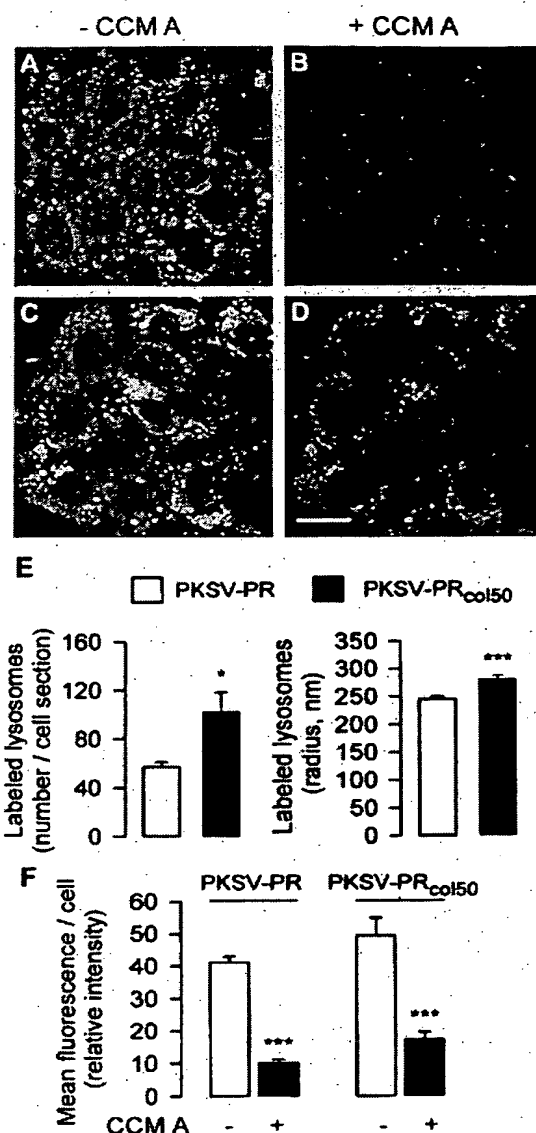 - CCM A + CCM A
A B
C D
E
PKSV-PR PKSV-PRcol50
Labeled lysosomes
(number / cell section)
160
120
80
40
0
*
Labeled lysosomes
(radius, nm)
350
300
250
200
150
100
50
0
***
F
PKSV-PR PKSV-PRcol50
Mean fluorescence / cell
(relative intensity)
60
50
40
30
20
10
0
*** ***
CCM A - + - +